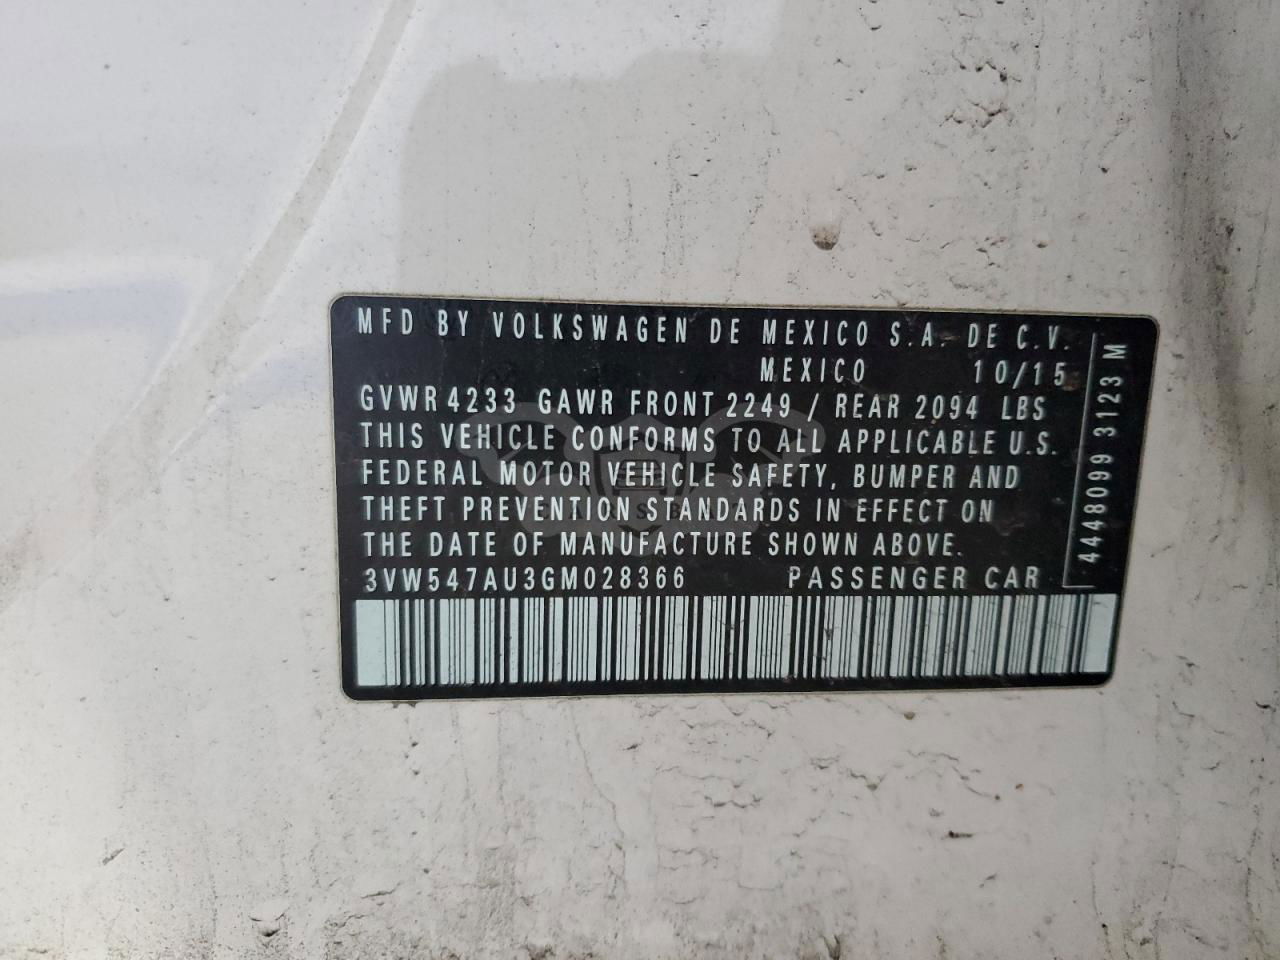 MFD BY VOLKSWAGEN DE MEXICO S.A. DE C.V.
MEXICO 10/15
GVWR 4233 GAWR FRONT 2249 / REAR 2094 LBS
THIS VEHICLE CONFORMS TO ALL APPLICABLE U.S.
FEDERAL MOTOR VEHICLE SAFETY, BUMPER AND
THEFT PREVENTION STANDARDS IN EFFECT ON
THE DATE OF MANUFACTURE SHOWN ABOVE.
3VW547AU3GM028366 PASSENGER CAR
4448099 3123 M